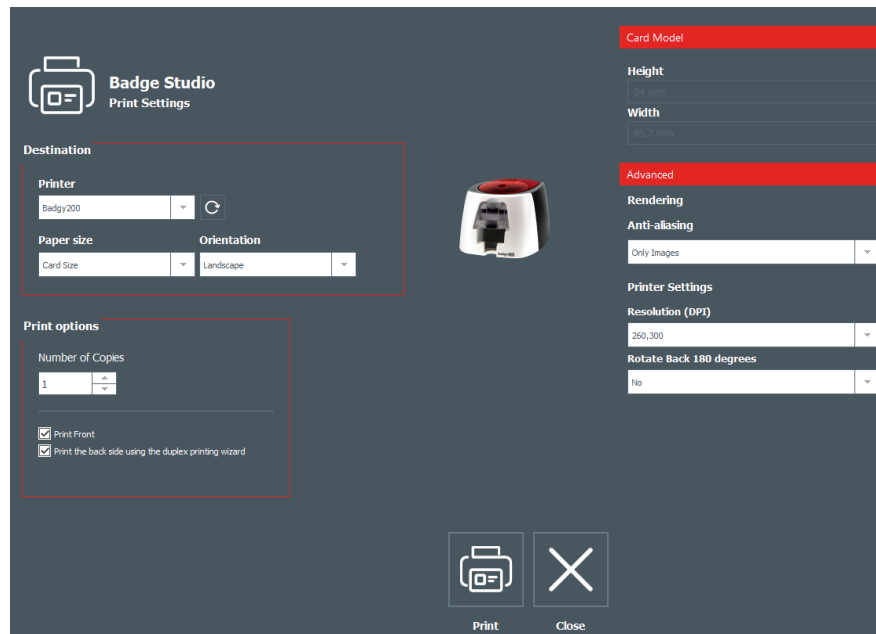 Badge Studio
Print Settings
Destination
Printer
Badgy200
Paper size
Orientation
Card Size
Landscape
Print options
Number of Copies
1
Print Front
Print the back side using the duplex printing wizard
Card Model
Height
54 mm
Width
85.7 mm
Advanced
Rendering
Anti-aliasing
Only Images
Printer Settings
Resolution (DPI)
260,300
Rotate Back 180 degrees
No
Print
Close